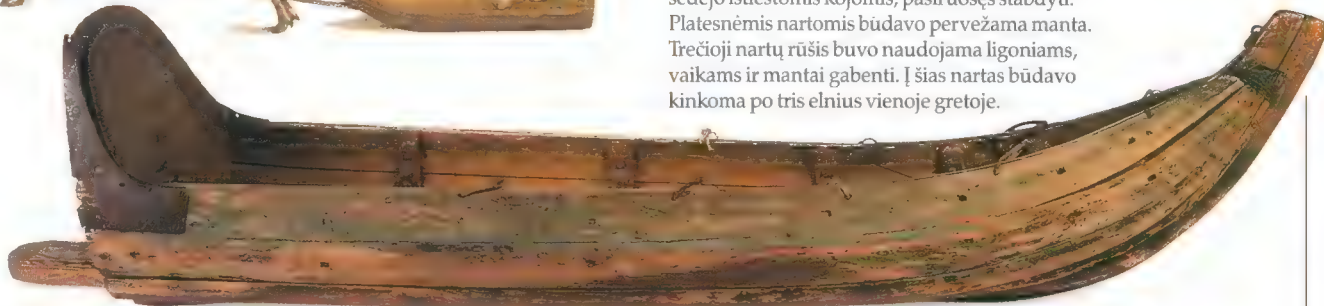 Platesnėmis nartomis būdavo pervežama manta.
Trečioji nartų rūšis buvo naudojama ligoniams,
vaikams ir mantai gabenti. Į šias nartas būdavo
kinkoma po tris elnius vienoje gretoje.